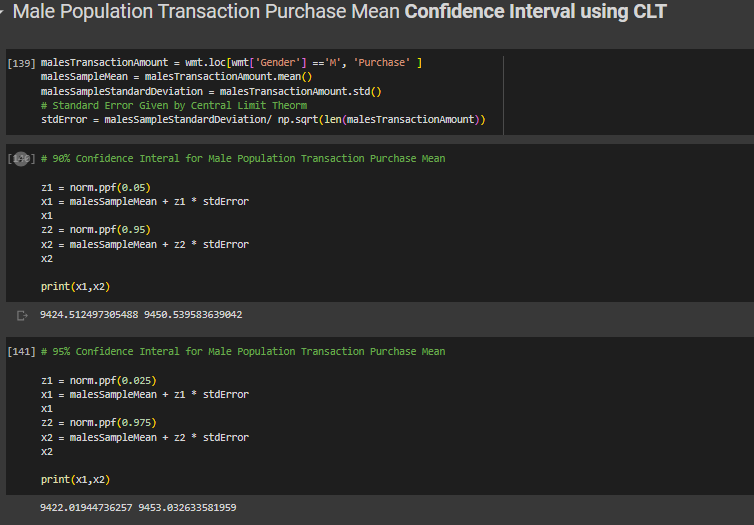 Male Population Transaction Purchase Mean Confidence Interval using CLT
[139] malesTransactionAmount = wmt.loc[wmt['Gender'] =='M', 'Purchase' ]
malesSampleMean = malesTransactionAmount.mean()
malesSampleStandardDeviation = malesTransactionAmount.std()
# Standard Error Given by Central Limit Theorm
stdError = malesSampleStandardDeviation/ np.sqrt(len(malesTransactionAmount))
# 90% Confidence Interal for Male Population Transaction Purchase Mean
z1 = norm.ppf(0.05)
x1 = malesSampleMean + z1 * stdError
x1
z2 = norm.ppf(0.95)
x2 = malesSampleMean + z2 * stdError
x2
print(x1,x2)
9424.512497305488 9450.539583639042
[141] # 95% Confidence Interal for Male Population Transaction Purchase Mean
z1 = norm.ppf(0.025)
x1 = malesSampleMean + z1 * stdError
x1
z2 = norm.ppf(0.975)
x2 = malesSampleMean + z2 * stdError
x2
print(x1,x2)
9422.01944736257 9453.032633581959